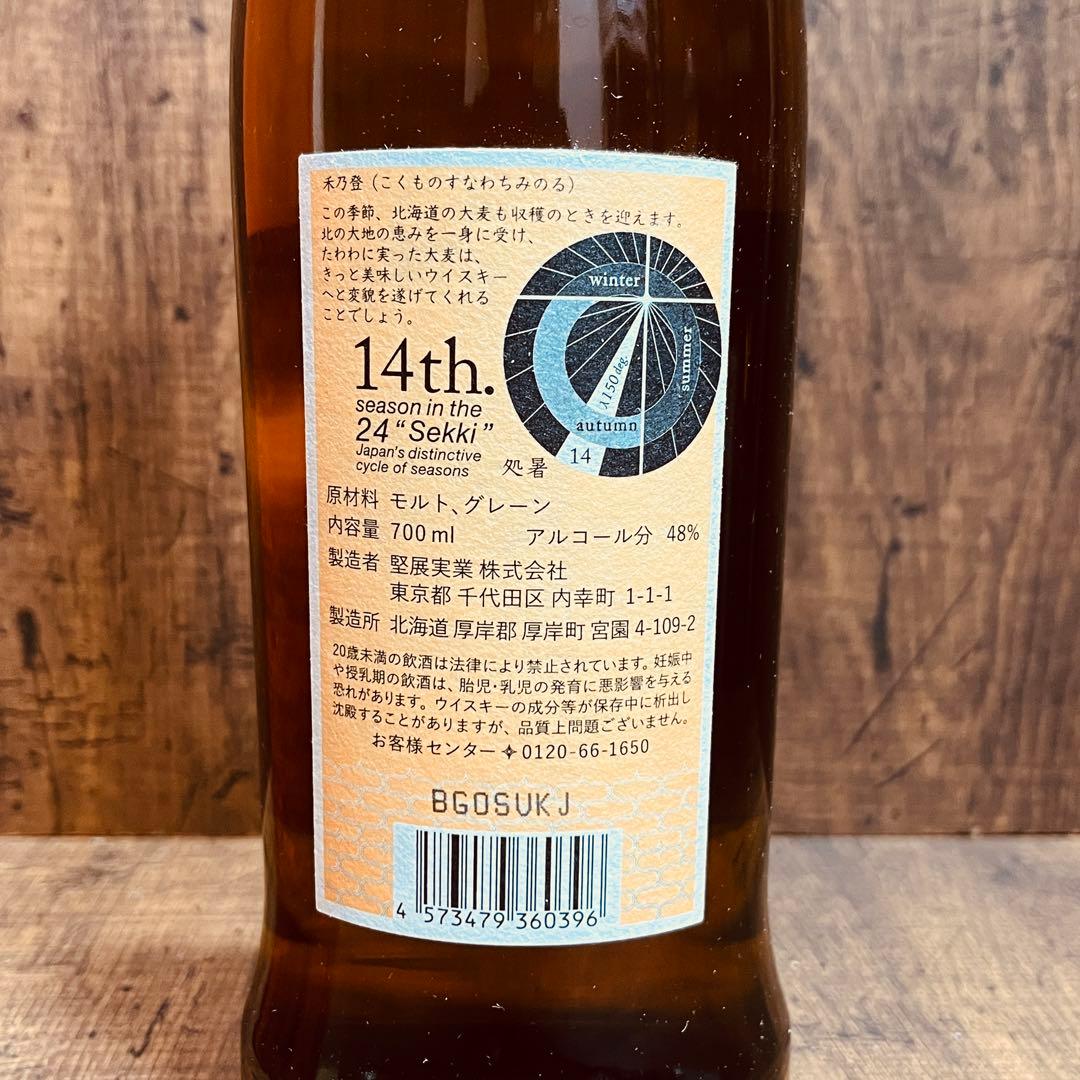 禾乃登（こくものすなわちみのる）
この季節、北海道の大麦も収穫のときを迎えます。
北の大地の恵みを一身に受け、
たわわに実った大麦は、
きっと美味しいウイスキー
へと変貌を遂げてくれる
ことでしょう。
winter
summer
λ150 deg.
autumn
14
14th.
season in the
24 “Sekki”
Japan's distinctive
cycle of seasons
処暑
原材料 モルト、グレーン
内容量 700 ml アルコール分 48%
製造者 堅展実業 株式会社
東京都 千代田区 内幸町 1-1-1
製造所 北海道 厚岸郡 厚岸町 宮園 4-109-2
20歳未満の飲酒は法律により禁止されています。妊娠中
や授乳期の飲酒は、胎児・乳児の発育に悪影響を与える
恐れがあります。ウイスキーの成分等が保存中に析出し
沈殿することがありますが、品質上問題ございません。
お客様センター 0120-66-1650
BGOSUKJ
4 573479 360396